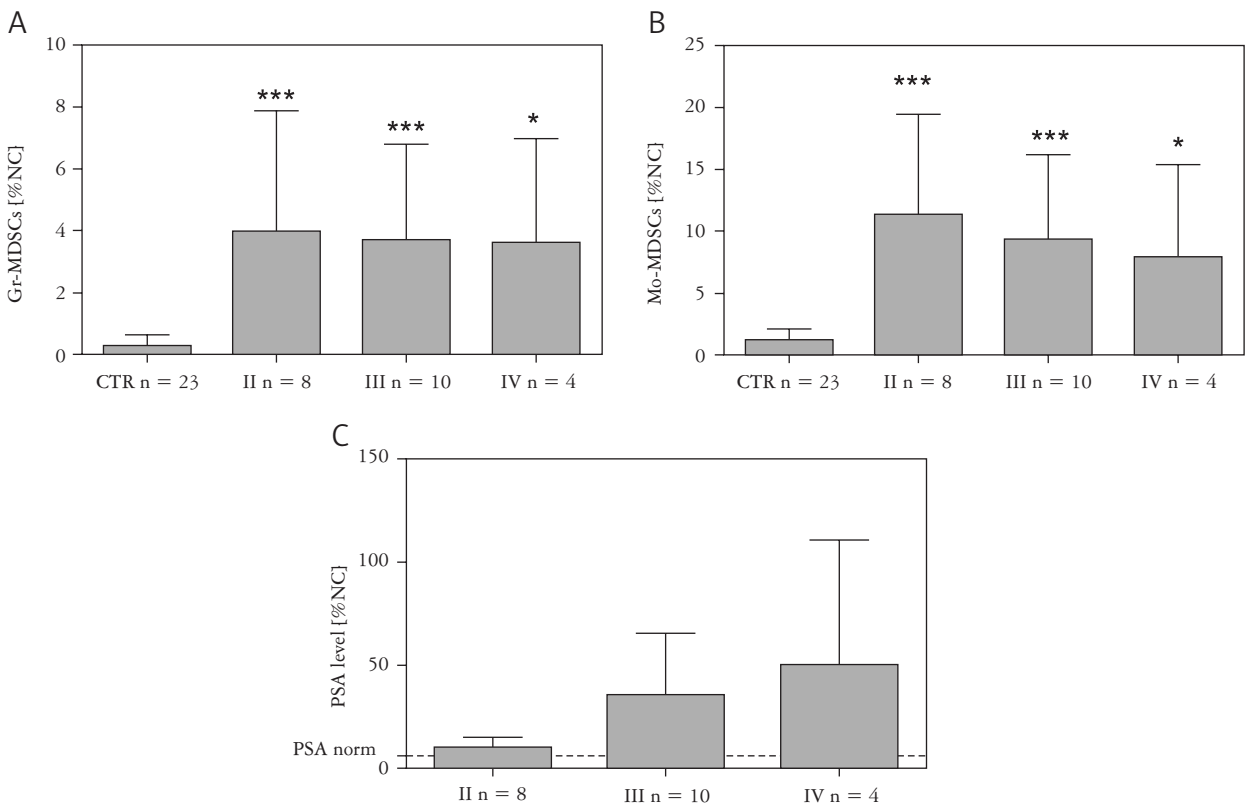 A
Gr-MDSCs [%NC]
10
8
6
4
2
0
***
***
*
CTR n = 23
II n = 8
III n = 10
IV n = 4
B
Mo-MDSCs [%NC]
25
20
15
10
5
0
***
***
*
CTR n = 23
II n = 8
III n = 10
IV n = 4
C
PSA level [%NC]
150
100
50
PSA norm
0
II n = 8
III n = 10
IV n = 4